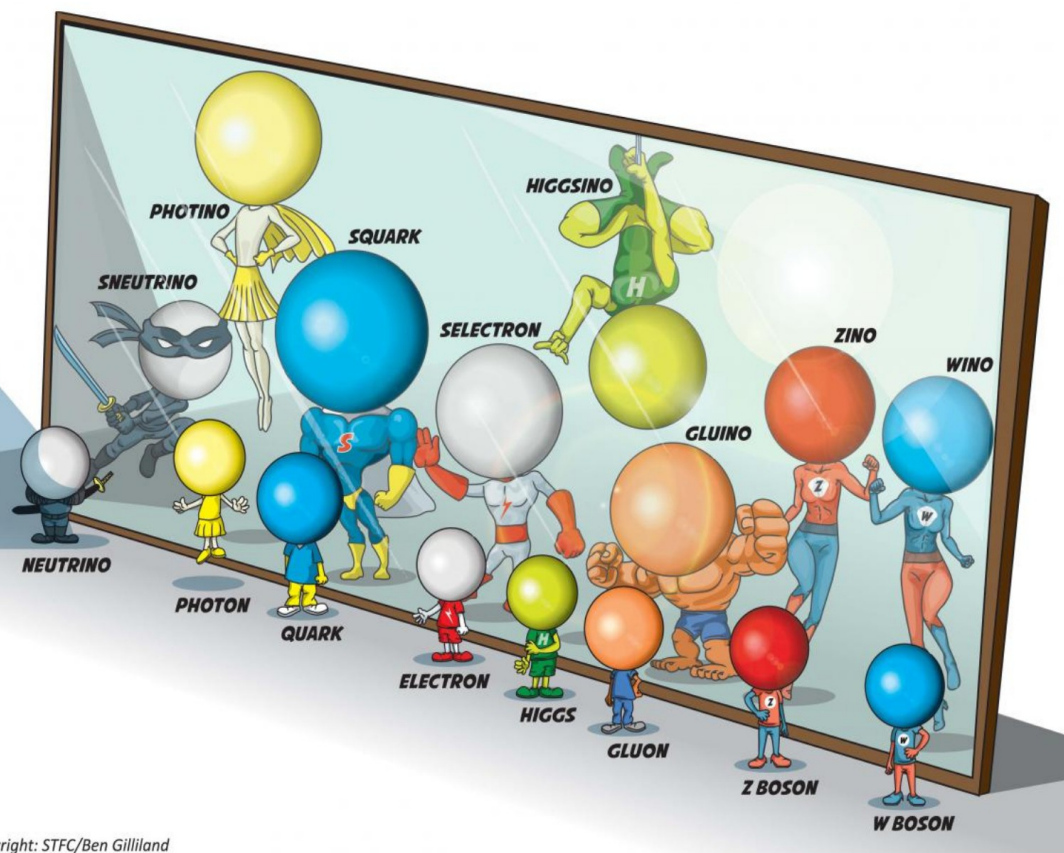 PHOTINO
HIGGSINO
SQUARK
SNEUTRINO
SELECTRON
ZINO
WINO
S
H
GLUINO
Z
W
NEUTRINO
PHOTON
QUARK
ELECTRON
H
HIGGS
GLUON
Z
Z BOSON
W
W BOSON
right: STFC/Ben Gilliland